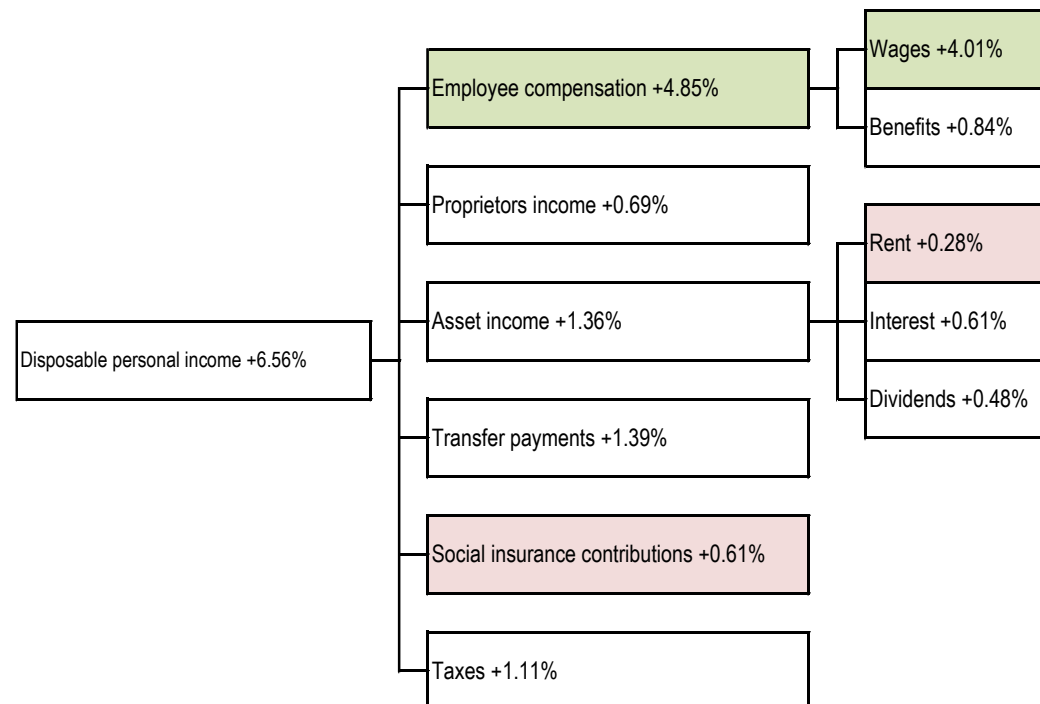 Disposable personal income +6.56%
Employee compensation +4.85%
Proprietors income +0.69%
Asset income +1.36%
Transfer payments +1.39%
Social insurance contributions +0.61%
Taxes +1.11%
Wages +4.01%
Benefits +0.84%
Rent +0.28%
Interest +0.61%
Dividends +0.48%